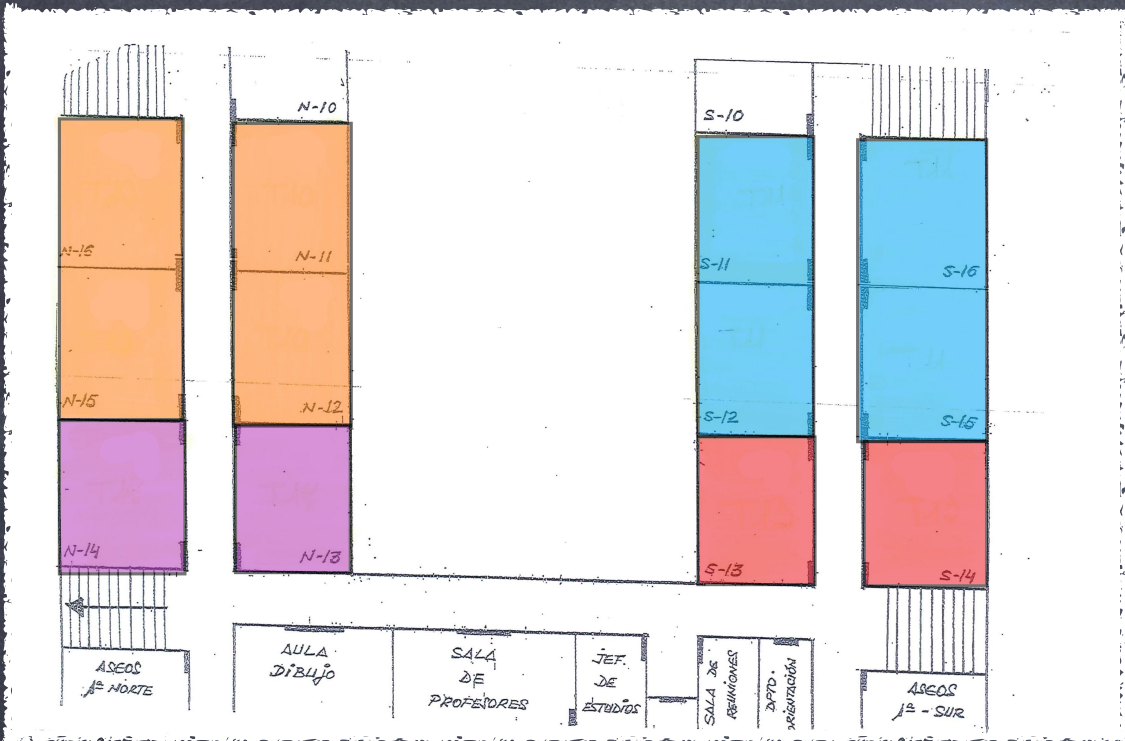 N-10
S-10
N-16
N-11
S-11
S-16
N-15
N-12
S-12
S-15
N-14
N-13
S-13
S-14
ASEOS
1ª NORTE
AULA
DIBUJO
SALA
DE
PROFESORES
JEF.
DE
ESTUDIOS
SALA DE
REUNIONES
DPTO.
ORIENTACIÓN
ASEOS
1ª - SUR